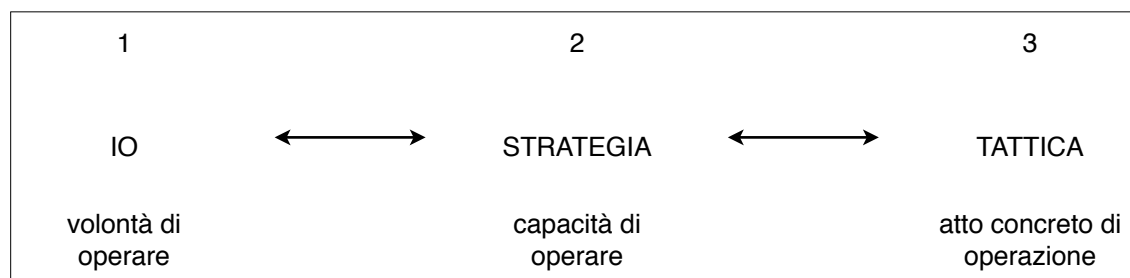 1 2 3
IO STRATEGIA TATTICA
volontà di capacità di atto concreto di
operare operare operazione